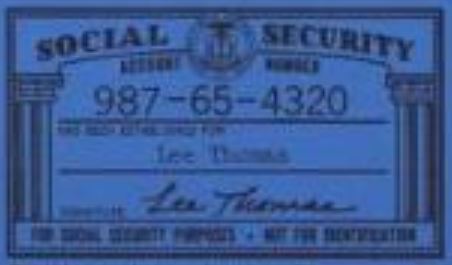 SOCIAL SECURITY
ACCOUNT NUMBER
987-65-4320
HAS BEEN ESTABLISHED FOR
Lee Thomas
SIGNATURE Lee Thomas
FOR SOCIAL SECURITY PURPOSES • NOT FOR IDENTIFICATION